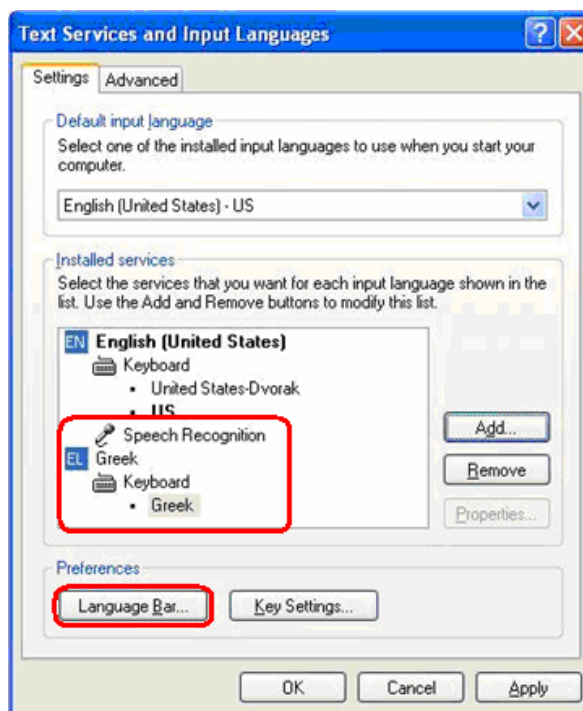 Text Services and Input Languages
Settings
Advanced
Default input language
Select one of the installed input languages to use when you start your
computer.
English (United States) - US
Installed services
Select the services that you want for each input language shown in the
list. Use the Add and Remove buttons to modify this list.
EN English (United States)
Keyboard
• United States-Dvorak
• US
Speech Recognition
EL Greek
Keyboard
• Greek
Add...
Remove
Properties...
Preferences
Language Bar...
Key Settings...
OK
Cancel
Apply